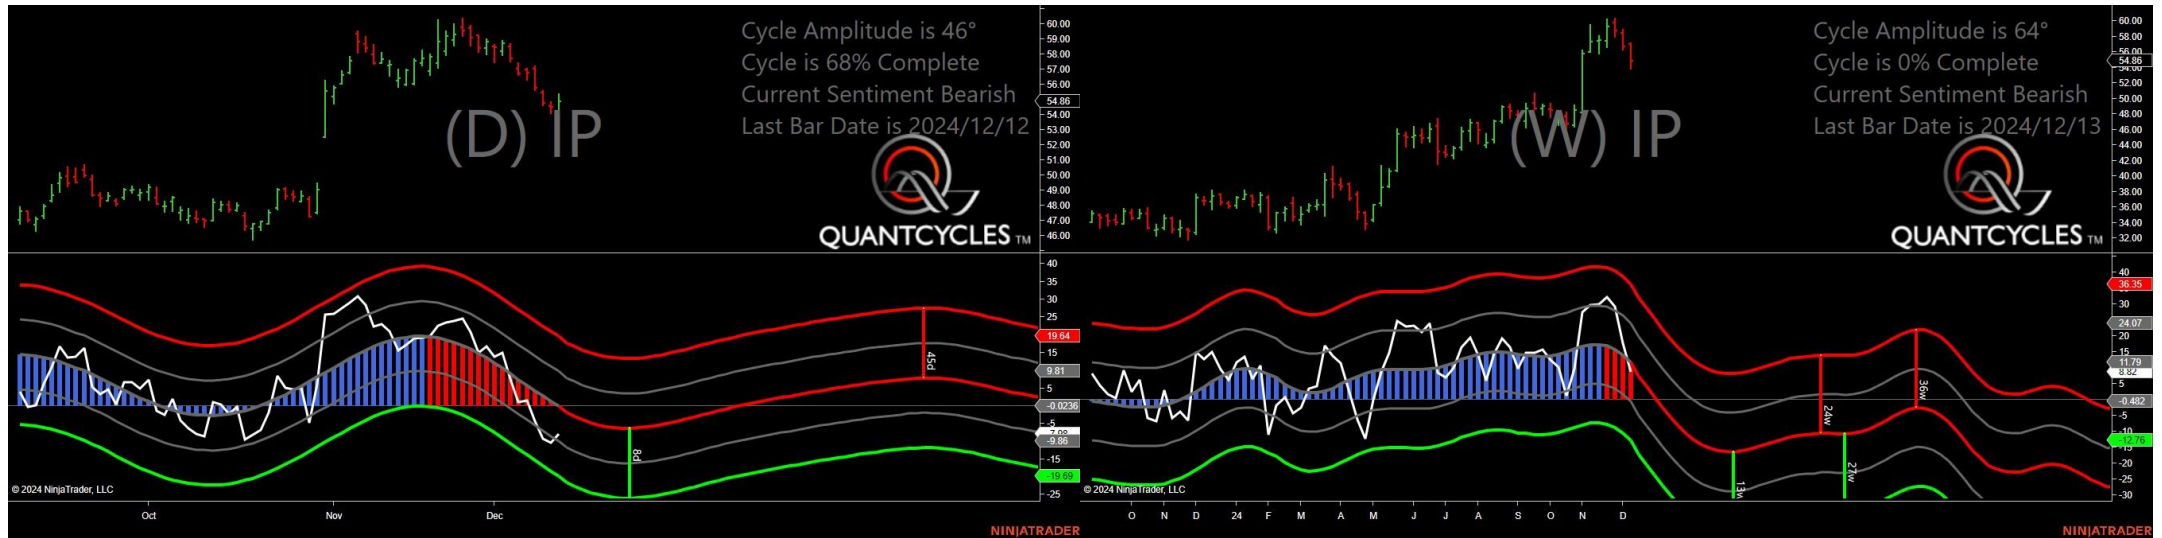 Cycle Amplitude is 46°
Cycle is 68% Complete
Current Sentiment Bearish
Last Bar Date is 2024/12/12
(D) IP
QUANTCYCLES TM
60.00
59.00
57.00
56.00
54.86
54.00
53.00
52.00
51.00
50.00
49.00
48.00
47.00
46.00
40
35
30
25
19.64
15
9.81
5
-0.0236
-5
-9.86
-15
-19.69
-25
45d
8d
© 2024 NinjaTrader, LLC
Oct Nov Dec
NINJATRADER
Cycle Amplitude is 64°
Cycle is 0% Complete
Current Sentiment Bearish
Last Bar Date is 2024/12/13
(W) IP
QUANTCYCLES TM
60.00
58.00
56.00
54.86
52.00
50.00
48.00
46.00
44.00
42.00
40.00
38.00
36.00
34.00
32.00
40
36.35
30
24.07
20
15
11.79
8.82
5
-0.482
-5
-10
-12.76
-15
-20
-25
-30
24w
36w
13w
27w
© 2024 NinjaTrader, LLC
O N D 24 F M A M J J A S O N D
NINJATRADER